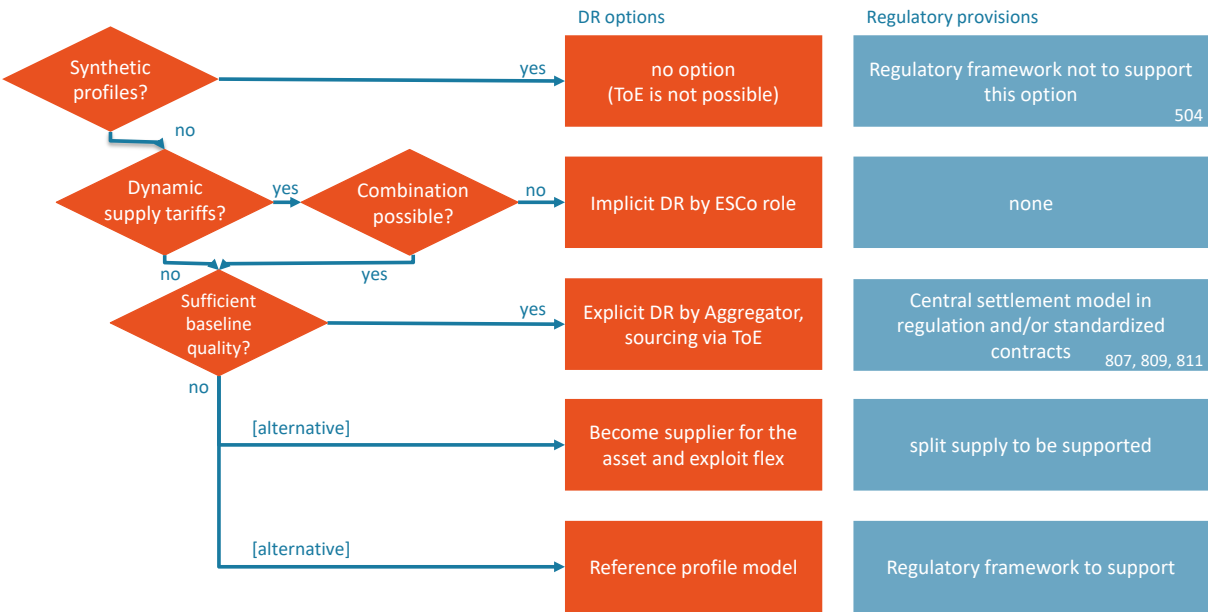 DR options
Regulatory provisions
Synthetic
profiles?
yes
no option
(ToE is not possible)
Regulatory framework not to support
this option
504
no
Dynamic
supply tariffs?
yes
Combination
possible?
no
Implicit DR by ESCo role
none
no
yes
Sufficient
baseline
quality?
yes
Explicit DR by Aggregator,
sourcing via ToE
Central settlement model in
regulation and/or standardized
contracts
807, 809, 811
no
[alternative]
Become supplier for the
asset and exploit flex
split supply to be supported
[alternative]
Reference profile model
Regulatory framework to support